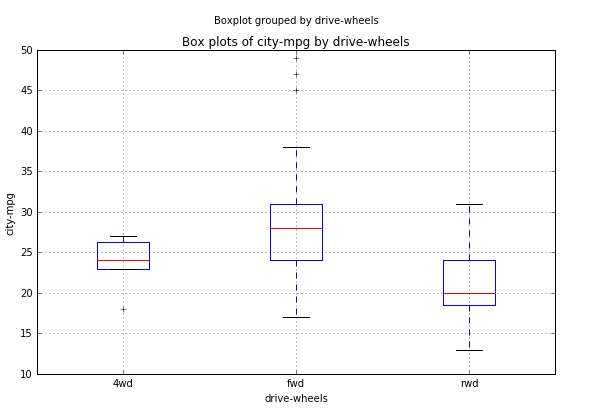 Boxplot grouped by drive-wheels
Box plots of city-mpg by drive-wheels
50
45
40
35
30
25
20
15
10
city-mpg
4wd fwd rwd
drive-wheels